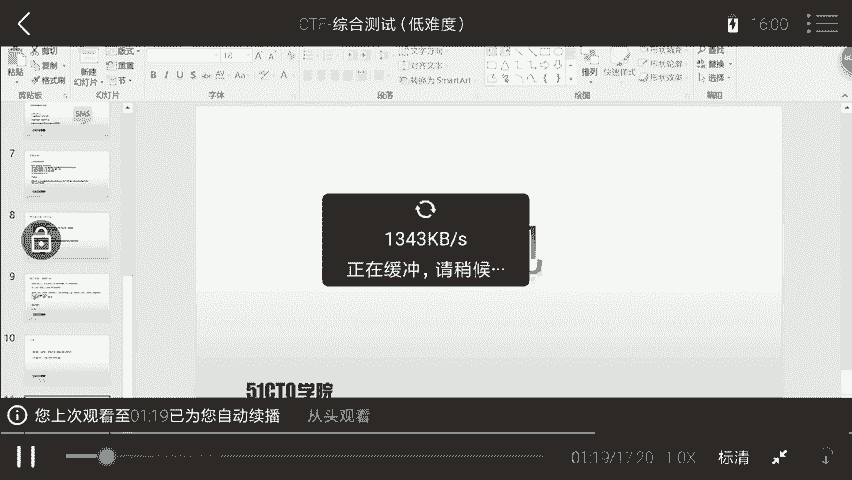 CTF-综合测试(低难度)
16:00
剪切
复制
格式刷
粘贴
剪贴板
新建
幻灯片
版式
重置
节
幻灯片
18
B I U S abc AV Aa A
字体
文字方向
对齐文本
转换为 SmartArt
段落
排列
快速样式
形状轮廓
形状效果
绘图
查找
替换
选择
编辑
SMS
7
8
9
10
1343KB/s
正在缓冲，请稍候…
51CTO学院
您上次观看至01:19已为您自动续播
从头观看
01:19/17:20
1.0X
标清